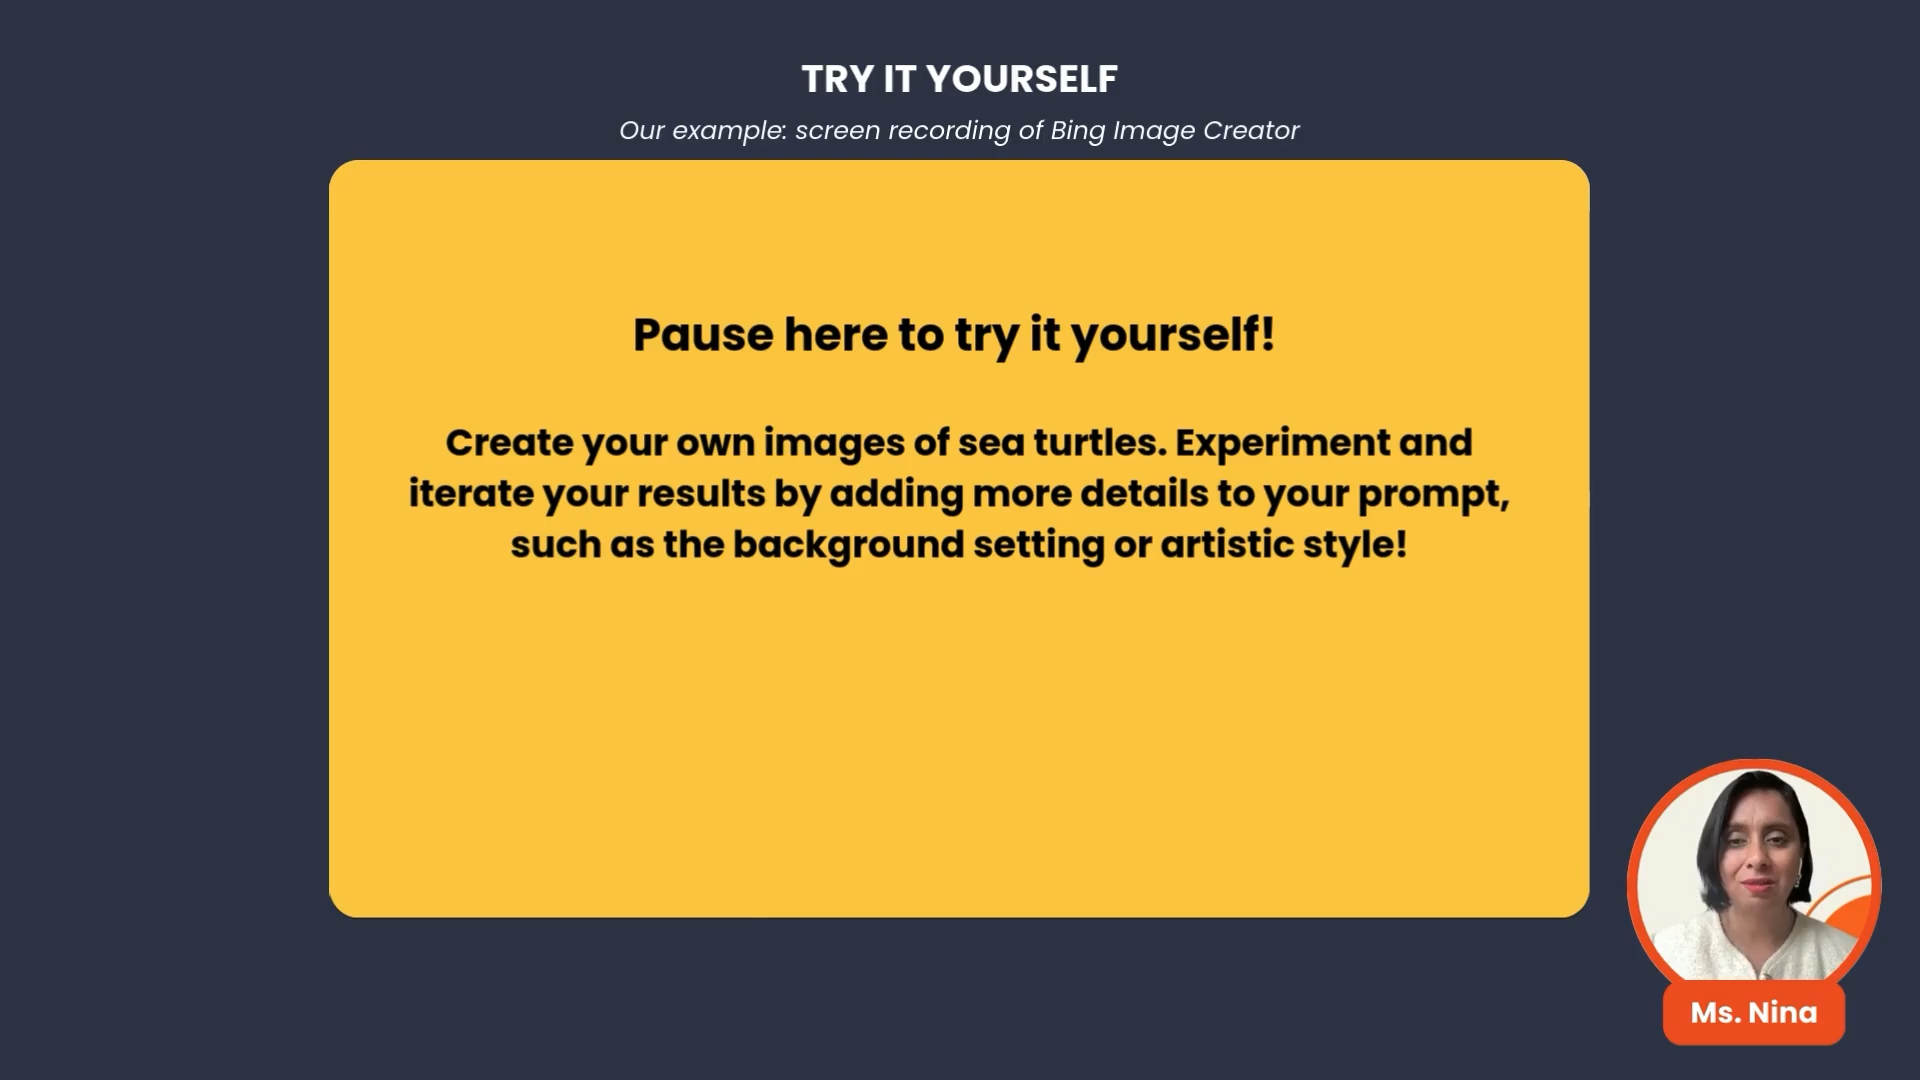 TRY IT YOURSELF
Our example: screen recording of Bing Image Creator
Pause here to try it yourself!
Create your own images of sea turtles. Experiment and
iterate your results by adding more details to your prompt,
such as the background setting or artistic style!
Ms. Nina